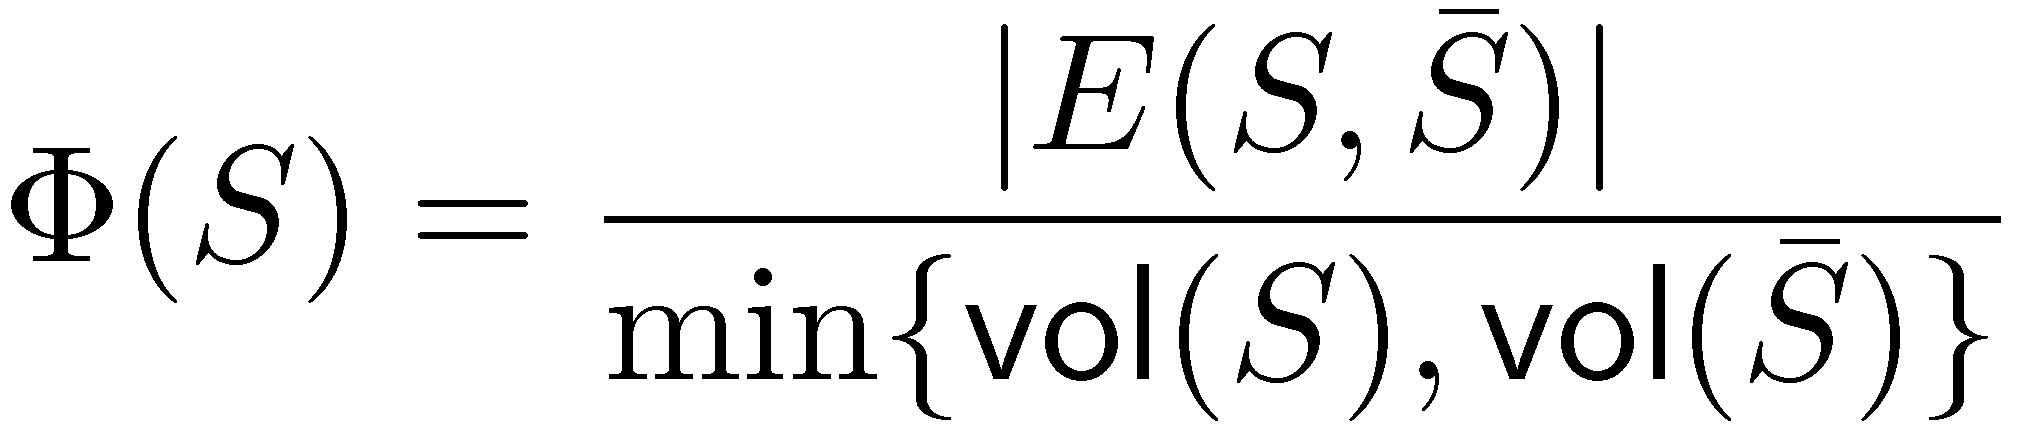 Φ(S) = |E(S, S̄)| / min{vol(S), vol(S̄)}